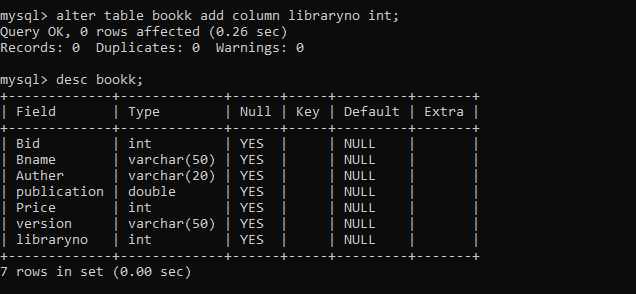 mysql> alter table bookk add column libraryno int;
Query OK, 0 rows affected (0.26 sec)
Records: 0  Duplicates: 0  Warnings: 0

mysql> desc bookk;
+-------------+-------------+------+-----+---------+-------+
| Field       | Type        | Null | Key | Default | Extra |
+-------------+-------------+------+-----+---------+-------+
| Bid         | int         | YES  |     | NULL    |       |
| Bname       | varchar(50) | YES  |     | NULL    |       |
| Auther      | varchar(20) | YES  |     | NULL    |       |
| publication | double      | YES  |     | NULL    |       |
| Price       | int         | YES  |     | NULL    |       |
| version     | varchar(50) | YES  |     | NULL    |       |
| libraryno   | int         | YES  |     | NULL    |       |
+-------------+-------------+------+-----+---------+-------+
7 rows in set (0.00 sec)